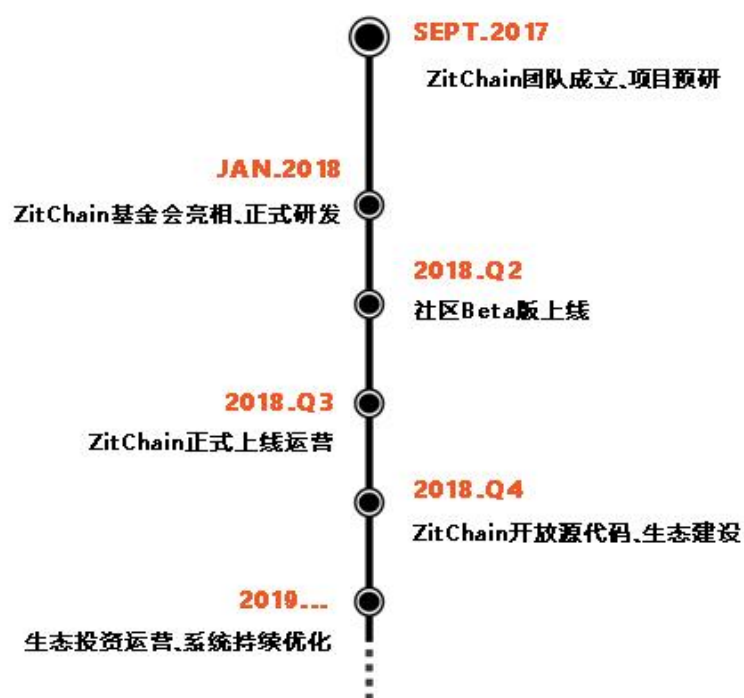 SEPT.2017
ZitChain团队成立、项目预研
JAN.2018
ZitChain基金会亮相、正式研发
2018.Q2
社区Beta版上线
2018.Q3
ZitChain正式上线运营
2018.Q4
ZitChain开放源代码、生态建设
2019...
生态投资运营、系统持续优化